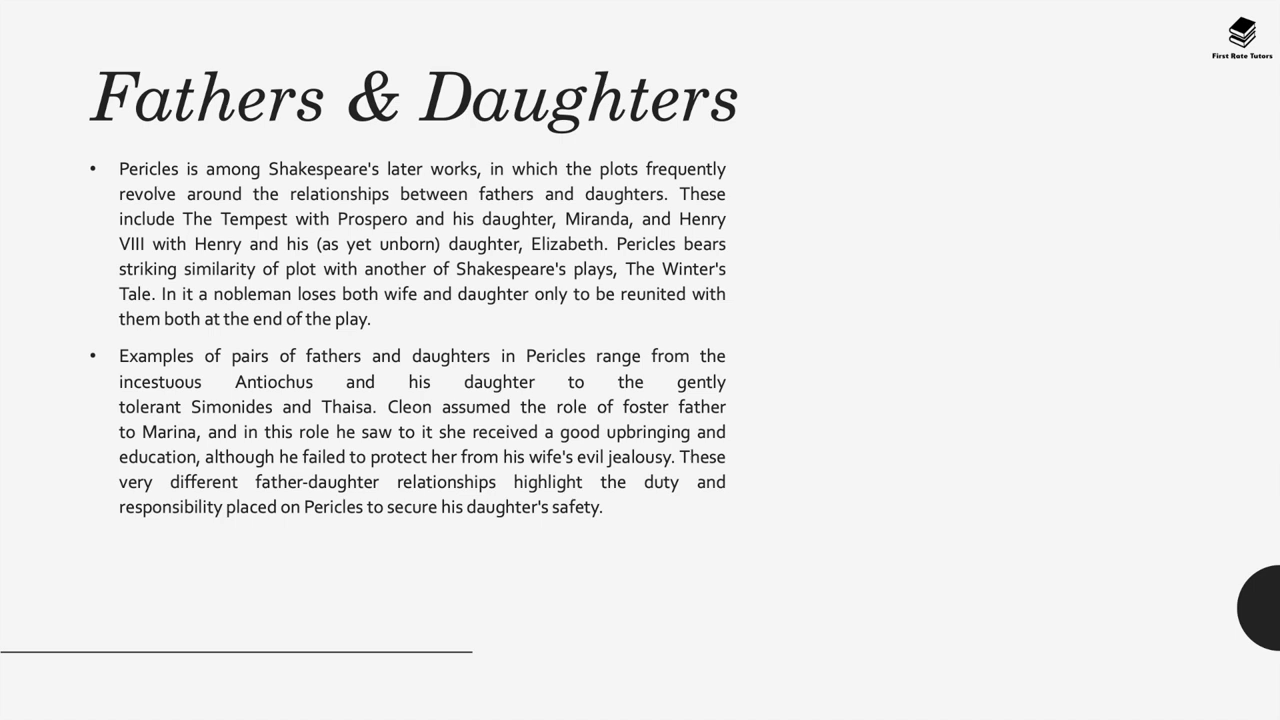 First Rate Tutors
Fathers & Daughters
• Pericles is among Shakespeare's later works, in which the plots frequently
revolve around the relationships between fathers and daughters. These
include The Tempest with Prospero and his daughter, Miranda, and Henry
VIII with Henry and his (as yet unborn) daughter, Elizabeth. Pericles bears
striking similarity of plot with another of Shakespeare's plays, The Winter's
Tale. In it a nobleman loses both wife and daughter only to be reunited with
them both at the end of the play.
• Examples of pairs of fathers and daughters in Pericles range from the
incestuous Antiochus and his daughter to the gently
tolerant Simonides and Thaisa. Cleon assumed the role of foster father
to Marina, and in this role he saw to it she received a good upbringing and
education, although he failed to protect her from his wife's evil jealousy. These
very different father-daughter relationships highlight the duty and
responsibility placed on Pericles to secure his daughter's safety.